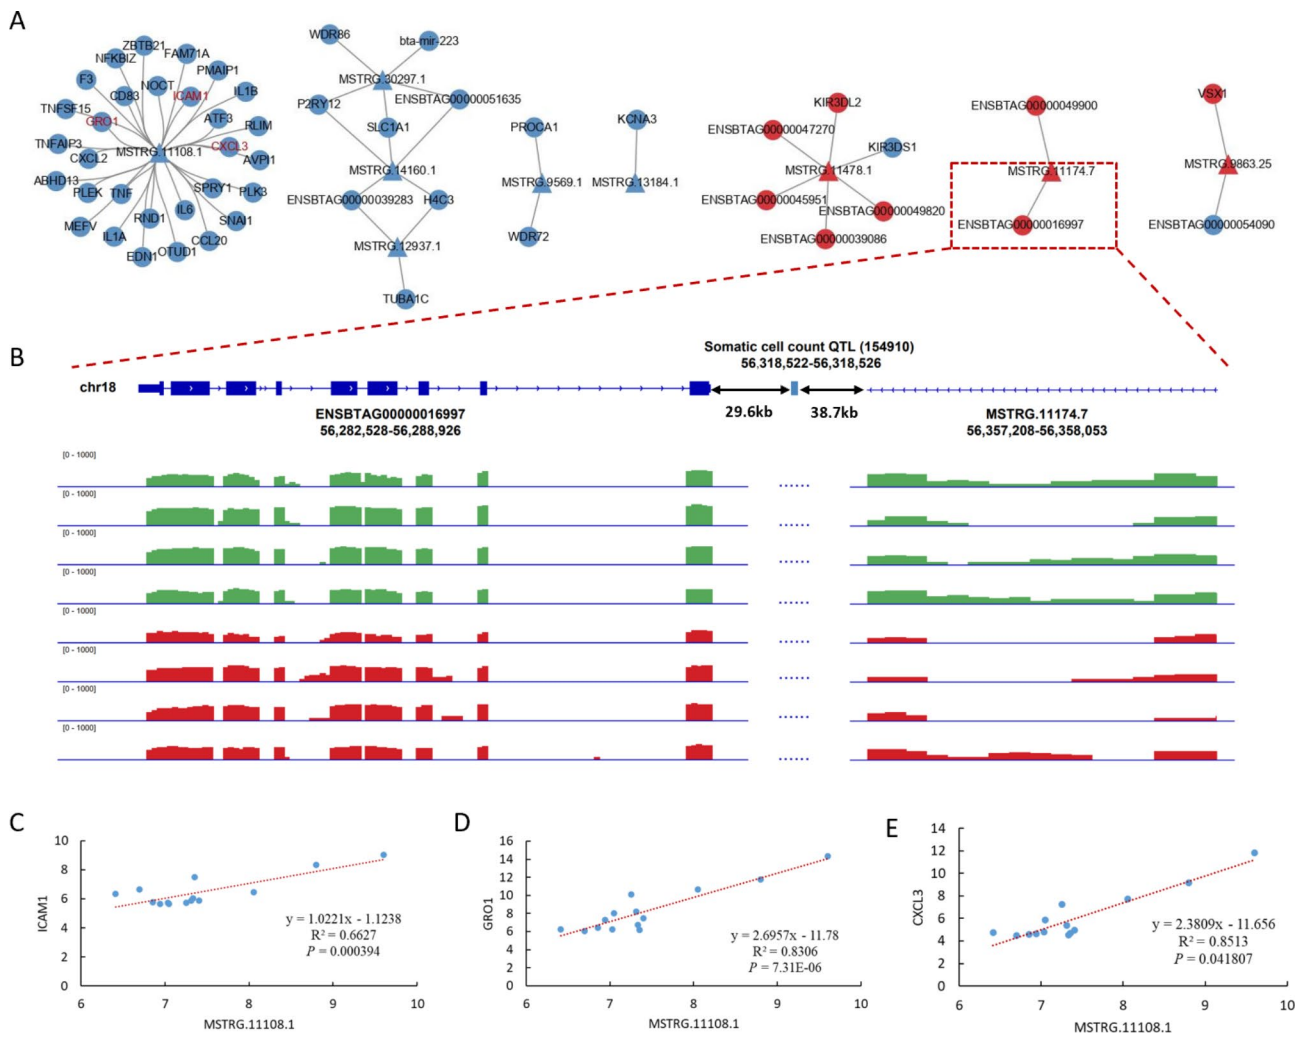 A
ZBTB21
NFKBIZ
FAM71A
F3
NOCT
PMAIP1
CD83
ICAM1
IL1B
TNFSF15
GRO1
ATF3
RLIM
TNFAIP3
CXCL2
MSTRG.11108.1
CXCL3
AVPI1
ABHD13
PLEK
TNF
SPRY1
PLK3
MEFV
RND1
IL6
SNAI1
IL1A
CCL20
EDN1
OTUD1
WDR86
bta-mir-223
MSTRG.30297.1
P2RY12
ENSBTAG00000051635
SLC1A1
MSTRG.14160.1
ENSBTAG00000039283
H4C3
MSTRG.12937.1
TUBA1C
PROCA1
MSTRG.9569.1
WDR72
KCNA3
MSTRG.13184.1
KIR3DL2
ENSBTAG00000047270
KIR3DS1
MSTRG.11478.1
ENSBTAG00000045951
ENSBTAG00000049820
ENSBTAG00000039086
ENSBTAG00000049900
MSTRG.11174.7
ENSBTAG00000016997
VSX1
MSTRG.9863.25
ENSBTAG00000054090
B
Somatic cell count QTL (154910)
56,318,522-56,318,526
chr18
29.6kb
38.7kb
ENSBTAG00000016997
56,282,528-56,288,926
MSTRG.11174.7
56,357,208-56,358,053
[0 - 1000]
[0 - 1000]
[0 - 1000]
[0 - 1000]
[0 - 1000]
[0 - 1000]
[0 - 1000]
[0 - 1000]
C
ICAM1
10
8
6
4
2
0
6
7
8
9
10
y = 1.0221x - 1.1238
R² = 0.6627
P = 0.000394
MSTRG.11108.1
D
GRO1
16
14
12
10
8
6
4
2
0
6
7
8
9
10
y = 2.6957x - 11.78
R² = 0.8306
P = 7.31E-06
MSTRG.11108.1
E
CXCL3
14
12
10
8
6
4
2
0
6
7
8
9
10
y = 2.3809x - 11.656
R² = 0.8513
P = 0.041807
MSTRG.11108.1